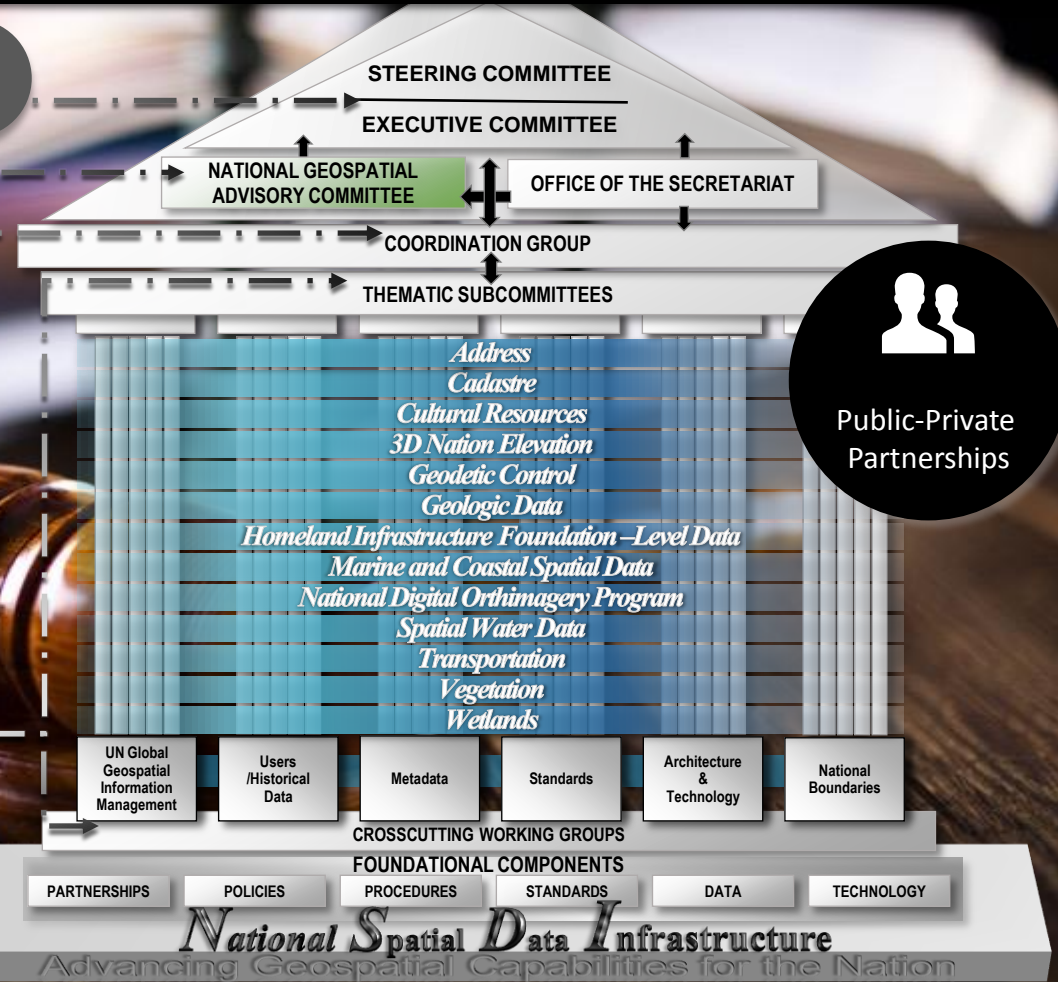 STEERING COMMITTEE
EXECUTIVE COMMITTEE
NATIONAL GEOSPATIAL
ADVISORY COMMITTEE
OFFICE OF THE SECRETARIAT
COORDINATION GROUP
THEMATIC SUBCOMMITTEES
Address
Cadastre
Cultural Resources
3D Nation Elevation
Geodetic Control
Geologic Data
Homeland Infrastructure Foundation –Level Data
Marine and Coastal Spatial Data
National Digital Orthimagery Program
Spatial Water Data
Transportation
Vegetation
Wetlands
Public-Private
Partnerships
UN Global
Geospatial
Information
Management
Users
/Historical
Data
Metadata
Standards
Architecture
&
Technology
National
Boundaries
CROSSCUTTING WORKING GROUPS
FOUNDATIONAL COMPONENTS
PARTNERSHIPS
POLICIES
PROCEDURES
STANDARDS
DATA
TECHNOLOGY
National Spatial Data Infrastructure
Advancing Geospatial Capabilities for the Nation